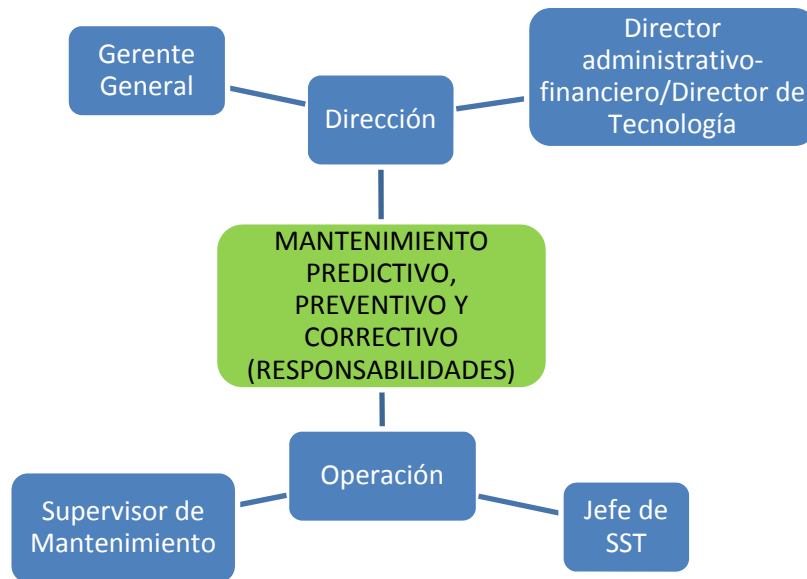 Gerente
General
Dirección
Director
administrativo-
financiero/Director de
Tecnología
MANTENIMIENTO
PREDICTIVO,
PREVENTIVO Y
CORRECTIVO
(RESPONSABILIDADES)
Operación
Supervisor de
Mantenimiento
Jefe de
SST